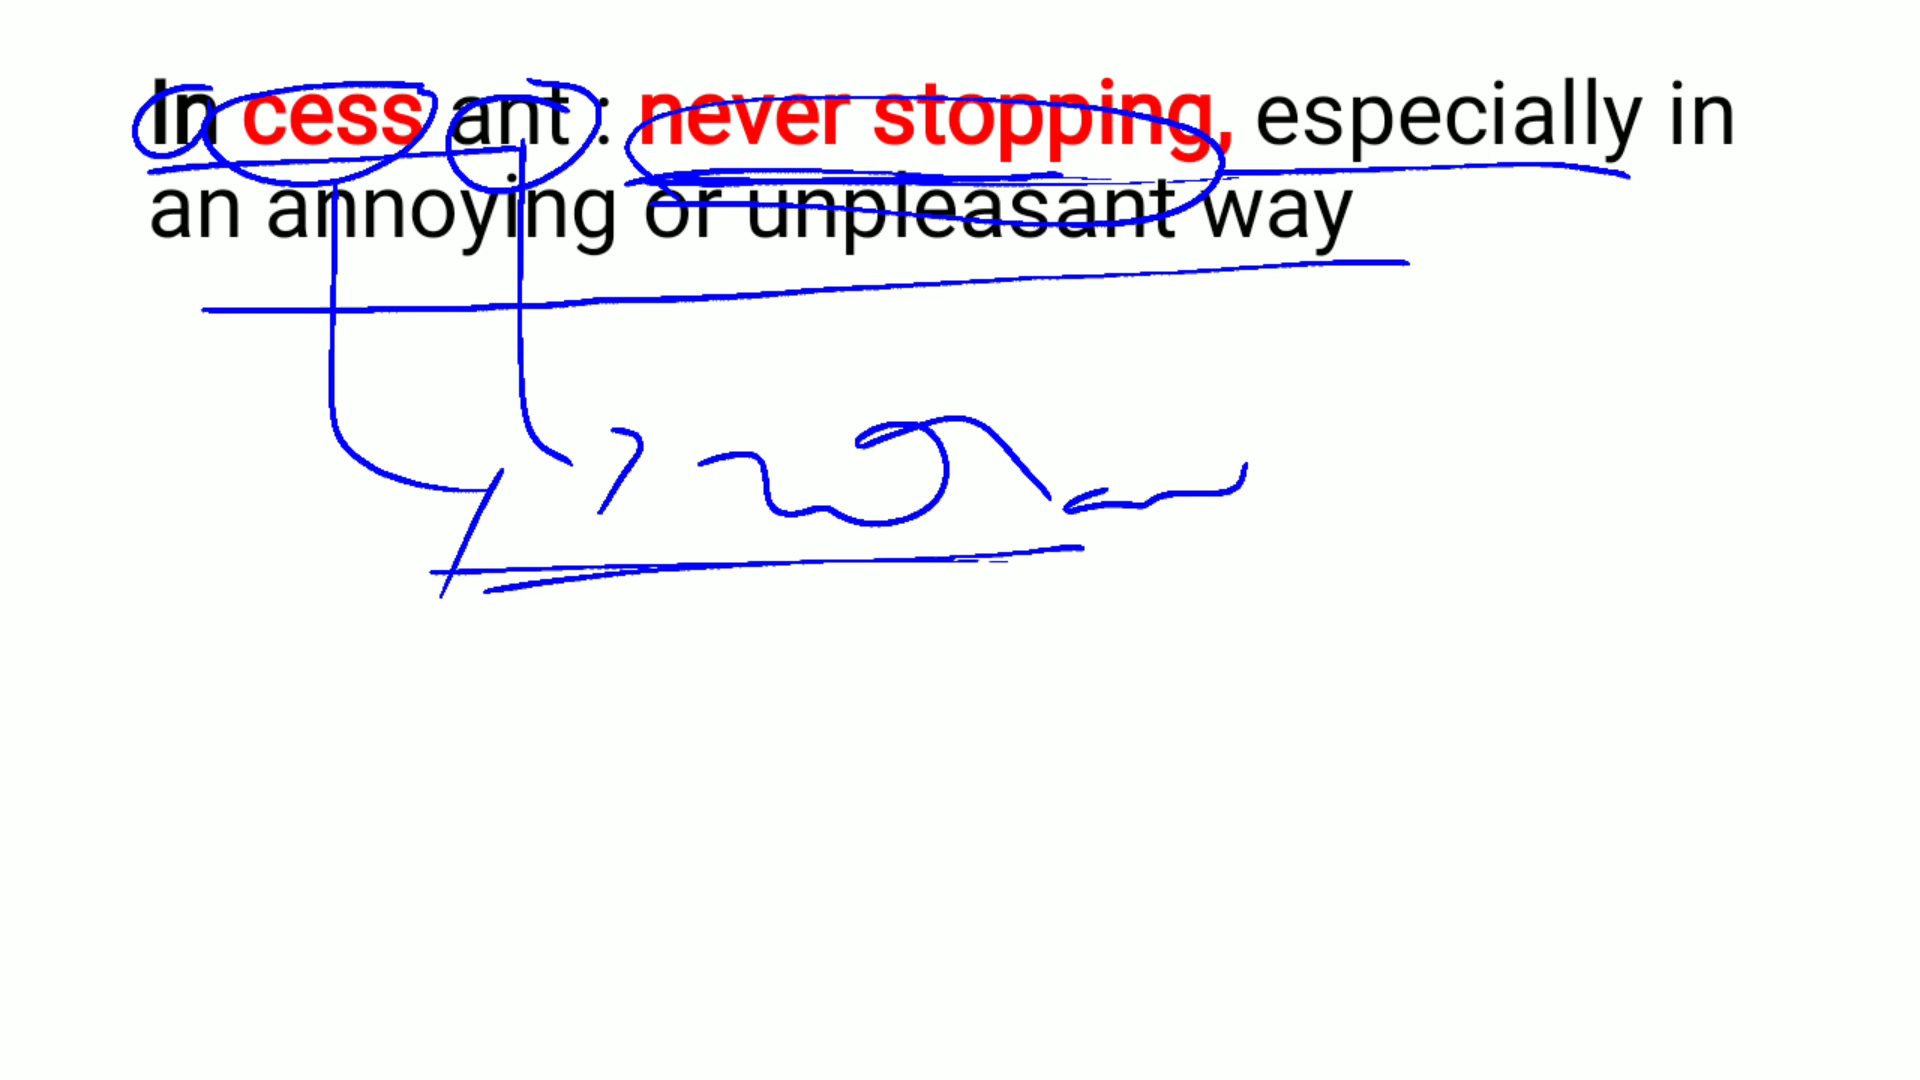 In cess ant : never stopping, especially in
an annoying or unpleasant way